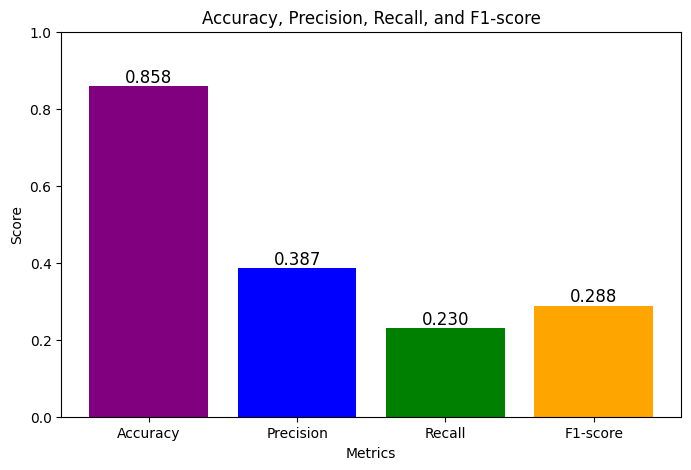 Accuracy, Precision, Recall, and F1-score
1.0
0.8
0.6
0.4
0.2
0.0
Score
0.858
0.387
0.230
0.288
Accuracy Precision Recall F1-score
Metrics